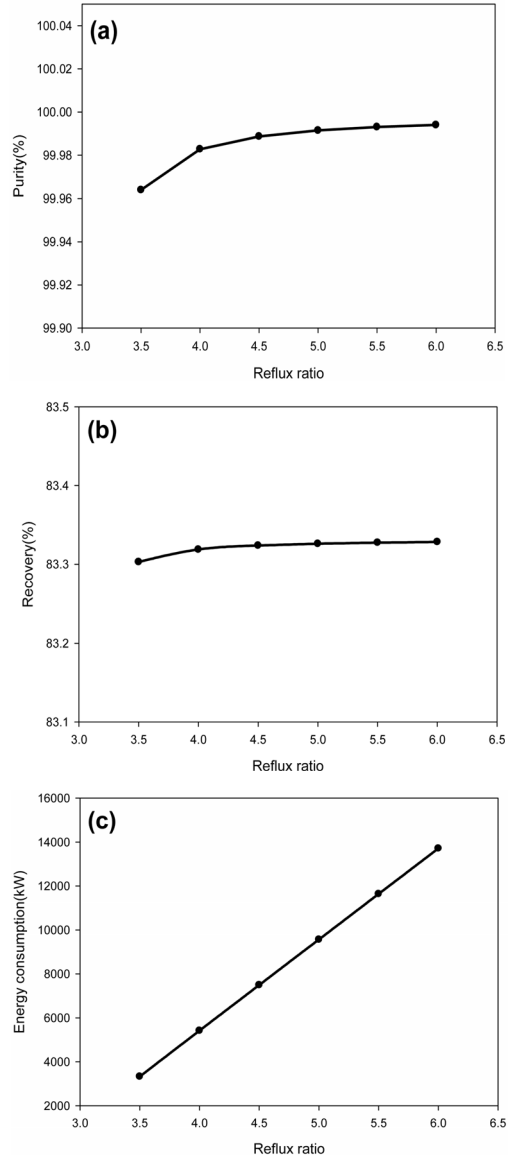 (a)
100.04
100.02
100.00
99.98
99.96
99.94
99.92
99.90
Purity(%)
3.0 3.5 4.0 4.5 5.0 5.5 6.0 6.5
Reflux ratio
(b)
83.5
83.4
83.3
83.2
83.1
Recovery(%)
3.0 3.5 4.0 4.5 5.0 5.5 6.0 6.5
Reflux ratio
(c)
16000
14000
12000
10000
8000
6000
4000
2000
Energy consumption(kW)
3.0 3.5 4.0 4.5 5.0 5.5 6.0 6.5
Reflux ratio